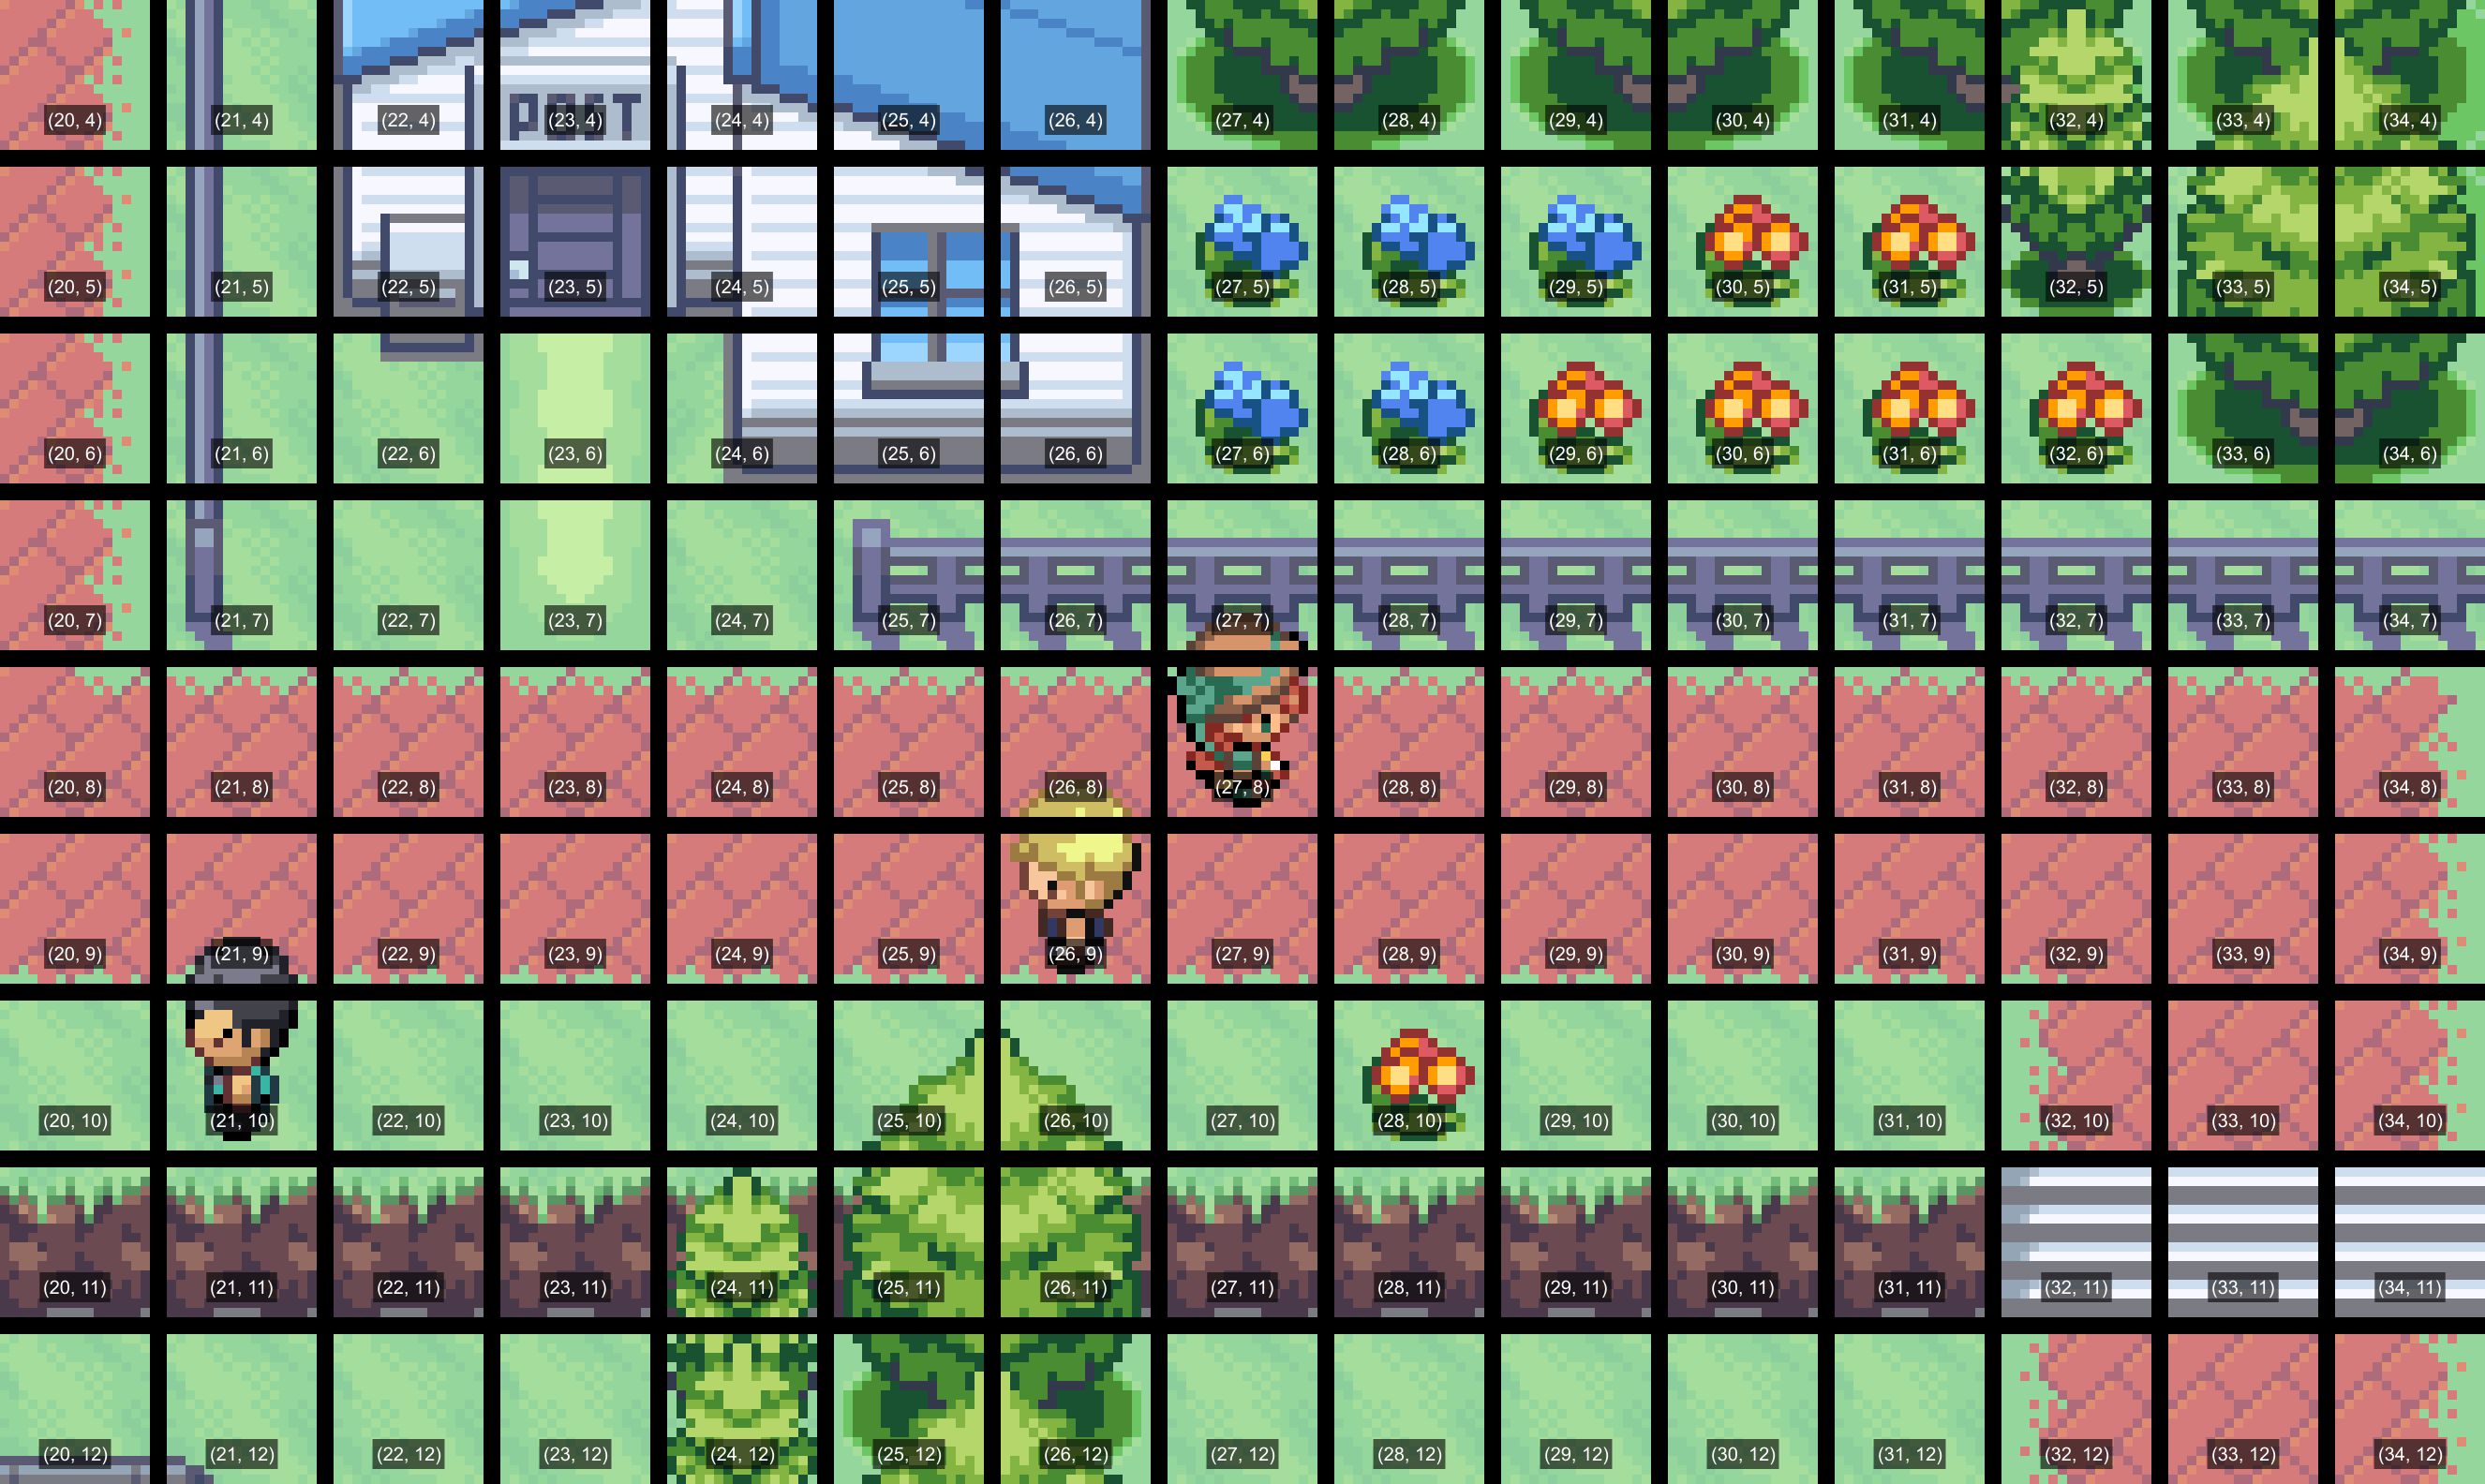 (20, 4) (21, 4) (22, 4) (23, 4) (24, 4) (25, 4) (26, 4) (27, 4) (28, 4) (29, 4) (30, 4) (31, 4) (32, 4) (33, 4) (34, 4)
(20, 5) (21, 5) (22, 5) (23, 5) (24, 5) (25, 5) (26, 5) (27, 5) (28, 5) (29, 5) (30, 5) (31, 5) (32, 5) (33, 5) (34, 5)
(20, 6) (21, 6) (22, 6) (23, 6) (24, 6) (25, 6) (26, 6) (27, 6) (28, 6) (29, 6) (30, 6) (31, 6) (32, 6) (33, 6) (34, 6)
(20, 7) (21, 7) (22, 7) (23, 7) (24, 7) (25, 7) (26, 7) (27, 7) (28, 7) (29, 7) (30, 7) (31, 7) (32, 7) (33, 7) (34, 7)
(20, 8) (21, 8) (22, 8) (23, 8) (24, 8) (25, 8) (26, 8) (27, 8) (28, 8) (29, 8) (30, 8) (31, 8) (32, 8) (33, 8) (34, 8)
(20, 9) (21, 9) (22, 9) (23, 9) (24, 9) (25, 9) (26, 9) (27, 9) (28, 9) (29, 9) (30, 9) (31, 9) (32, 9) (33, 9) (34, 9)
(20, 10) (21, 10) (22, 10) (23, 10) (24, 10) (25, 10) (26, 10) (27, 10) (28, 10) (29, 10) (30, 10) (31, 10) (32, 10) (33, 10) (34, 10)
(20, 11) (21, 11) (22, 11) (23, 11) (24, 11) (25, 11) (26, 11) (27, 11) (28, 11) (29, 11) (30, 11) (31, 11) (32, 11) (33, 11) (34, 11)
(20, 12) (21, 12) (22, 12) (23, 12) (24, 12) (25, 12) (26, 12) (27, 12) (28, 12) (29, 12) (30, 12) (31, 12) (32, 12) (33, 12) (34, 12)